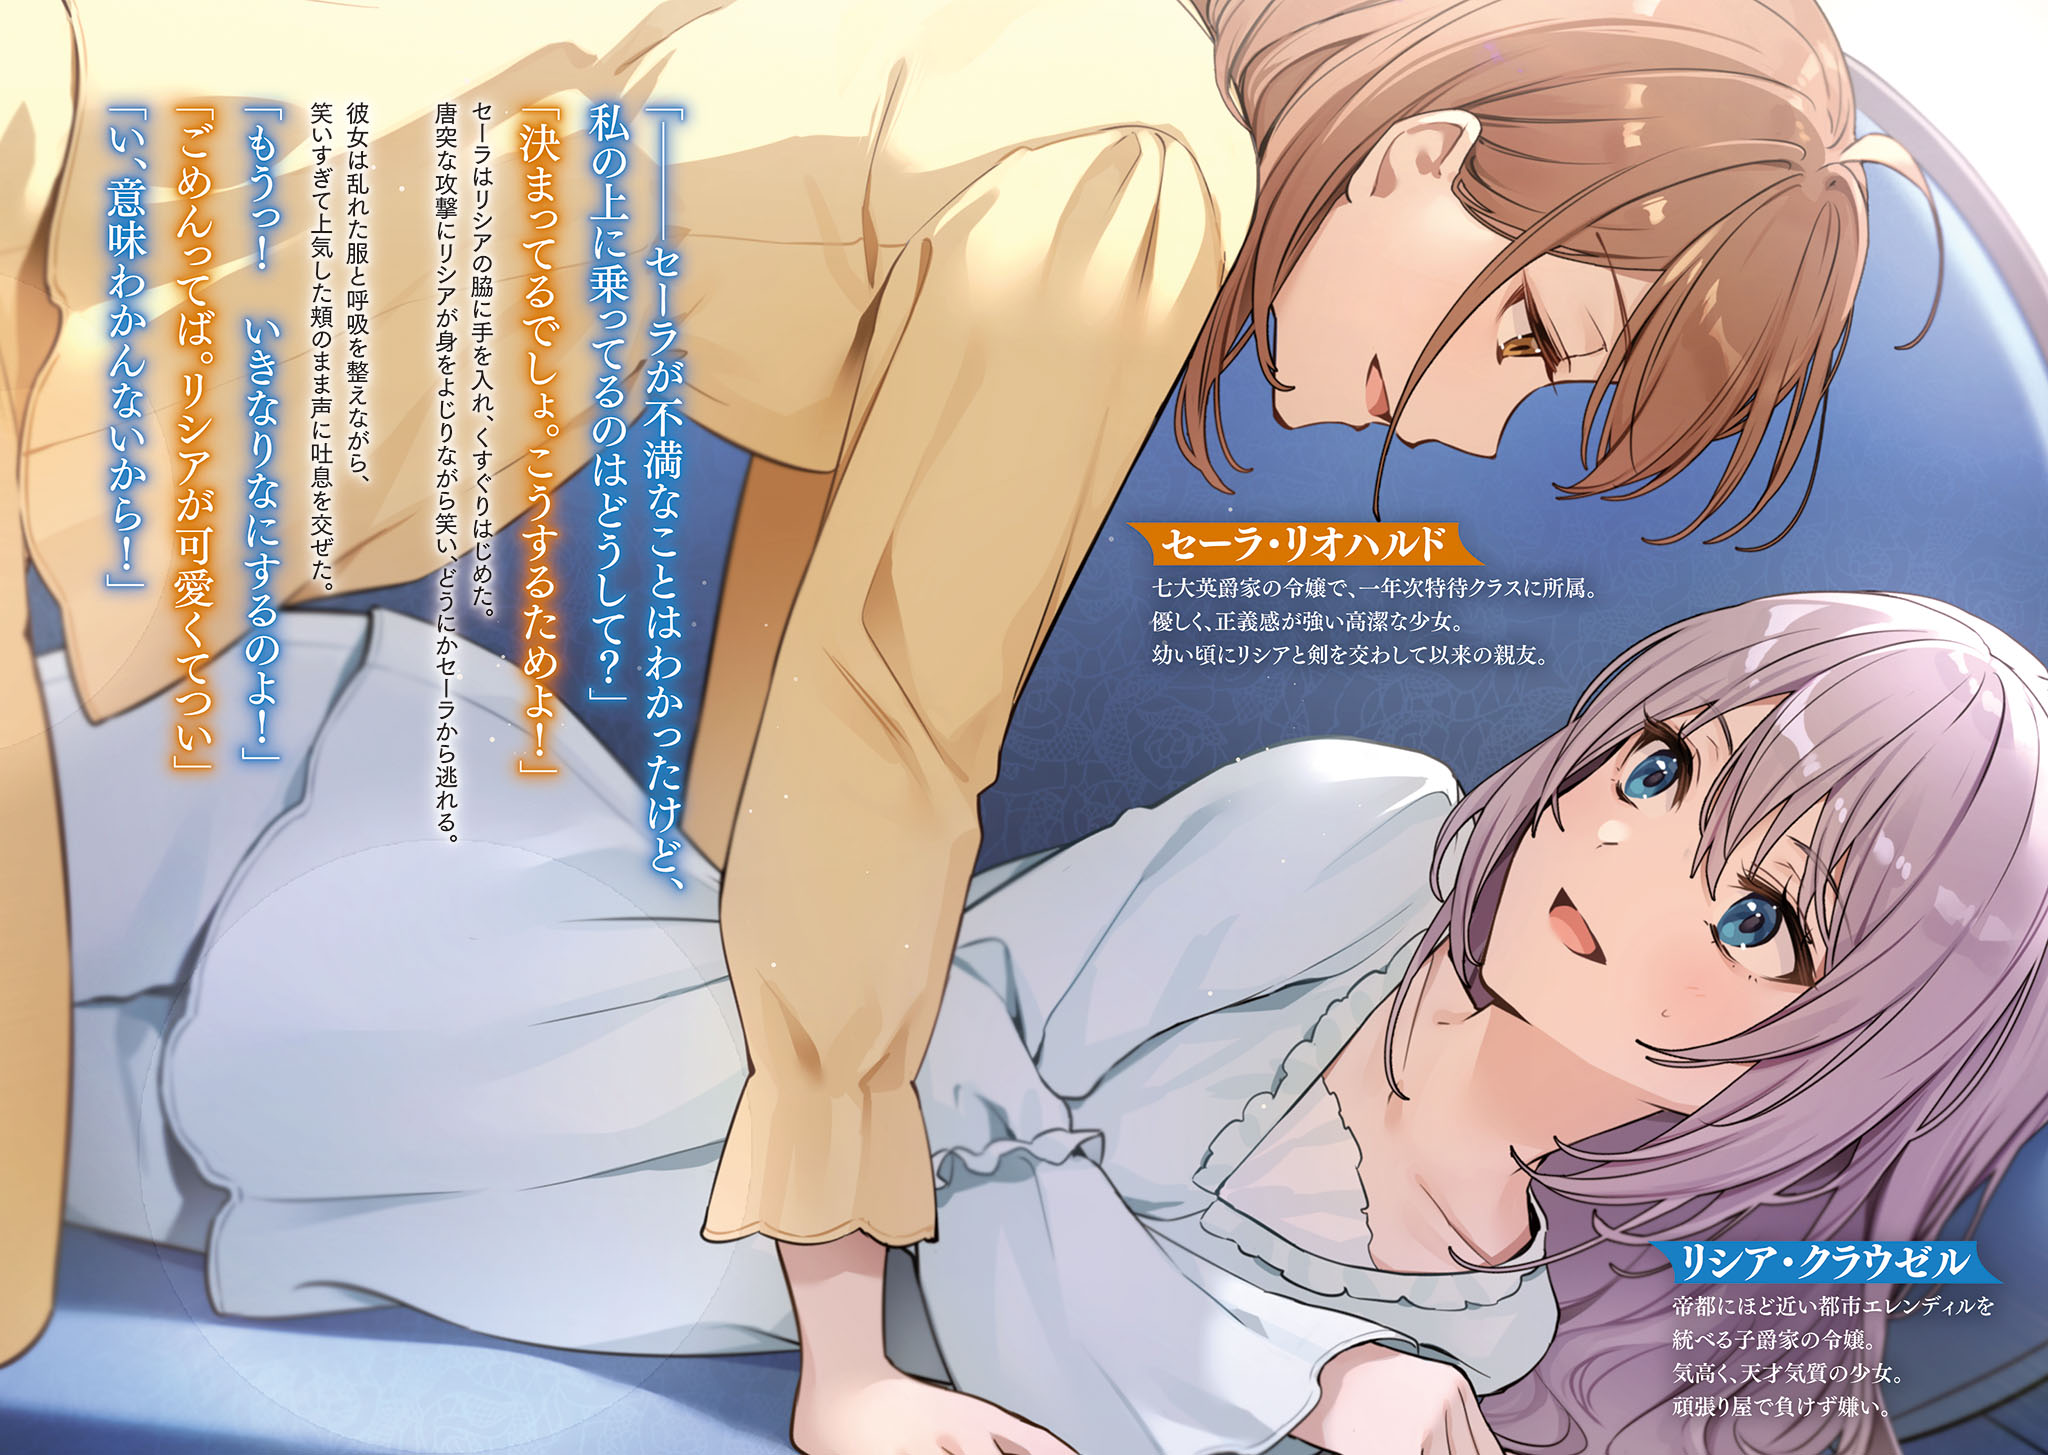 「――セーラが不満なことはわかったけど、
私の上に乗ってるのはどうして？」
「決まってるでしょ。こうするためよ！」
セーラはリシアの脇に手を入れ、くすぐりはじめた。
唐突な攻撃にリシアが身をよじりながら笑い、どうにかセーラから逃れる。
彼女は乱れた服と呼吸を整えながら、
笑いすぎて上気した頬のまま声に吐息を交ぜた。
「もうっ！　いきなりなにするのよ！」
「ごめんってば。リシアが可愛くてつい」
「い、意味わかんないから！」
セーラ・リオハルド
七大英爵家の令嬢で、一年次特待クラスに所属。
優しく、正義感が強い高潔な少女。
幼い頃にリシアと剣を交わして以来の親友。
リシア・クラウゼル
帝都にほど近い都市エレンディルを
統べる子爵家の令嬢。
気高く、天才気質の少女。
頑張り屋で負けず嫌い。